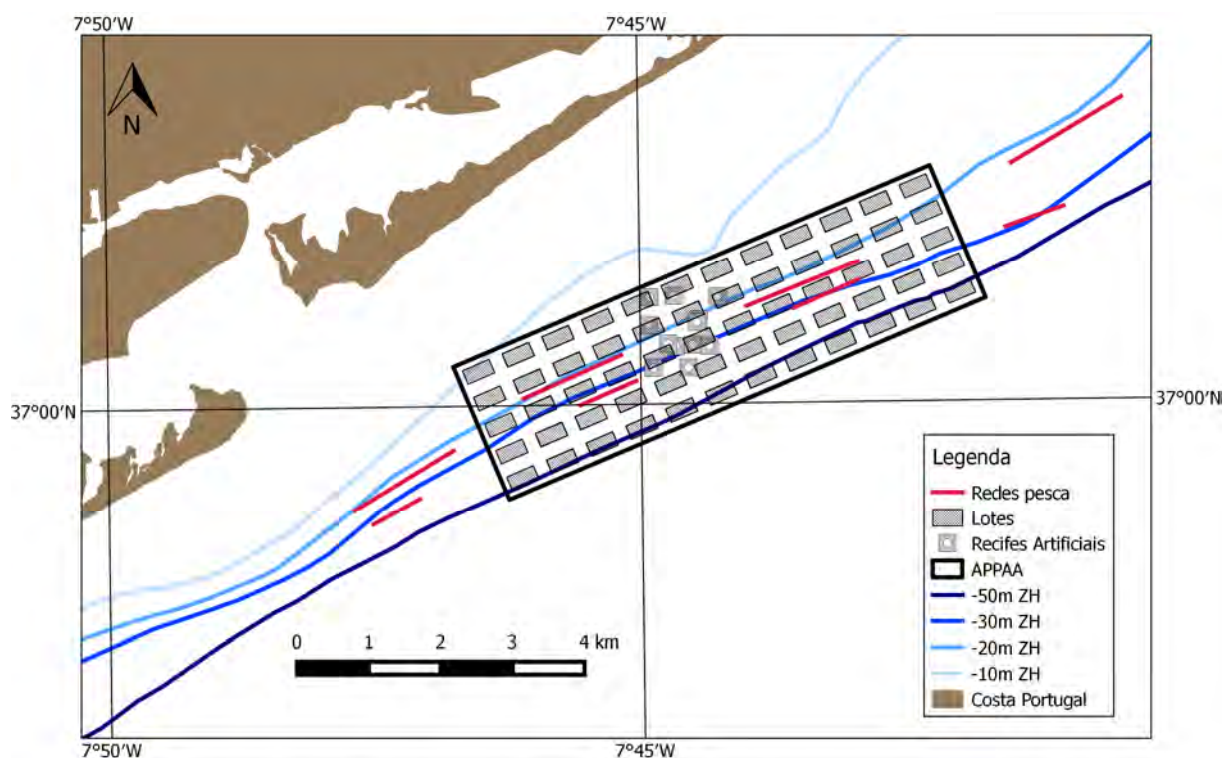 7°50'W 7°45'W
N
37°00'N 37°00'N
Legenda
Redes pesca
Lotes
Recifes Artificiais
APPAA
-50m ZH
-30m ZH
-20m ZH
-10m ZH
Costa Portugal
0 1 2 3 4 km
7°50'W 7°45'W